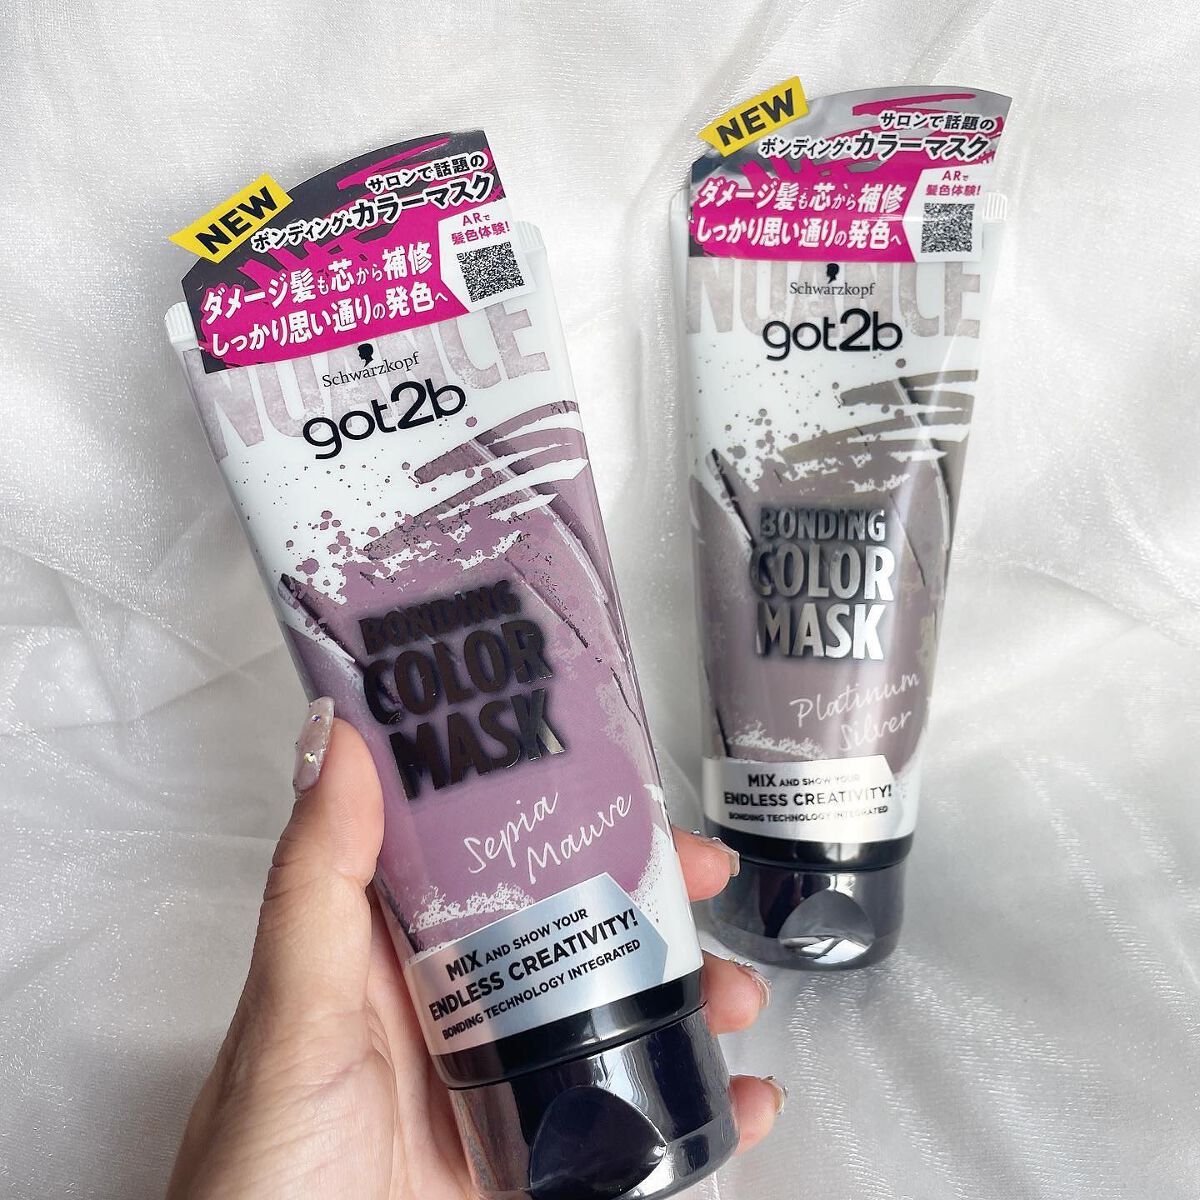 NEW
サロンで話題の
ボンディング・カラーマスク
ARで
髪色体験!
ダメージ髪も芯から補修
しっかり思い通りの発色へ
NUANCE
Schwarzkopf
got2b
BONDING
COLOR
MASK
Sepia
Mauve
MIX AND SHOW YOUR
ENDLESS CREATIVITY!
BONDING TECHNOLOGY INTEGRATED
NEW
サロンで話題の
ボンディング・カラーマスク
ARで
髪色体験!
ダメージ髪も芯から補修
しっかり思い通りの発色へ
NUANCE
Schwarzkopf
got2b
BONDING
COLOR
MASK
Platinum
Silver
MIX AND SHOW YOUR
ENDLESS CREATIVITY!
BONDING TECHNOLOGY INTEGRATED